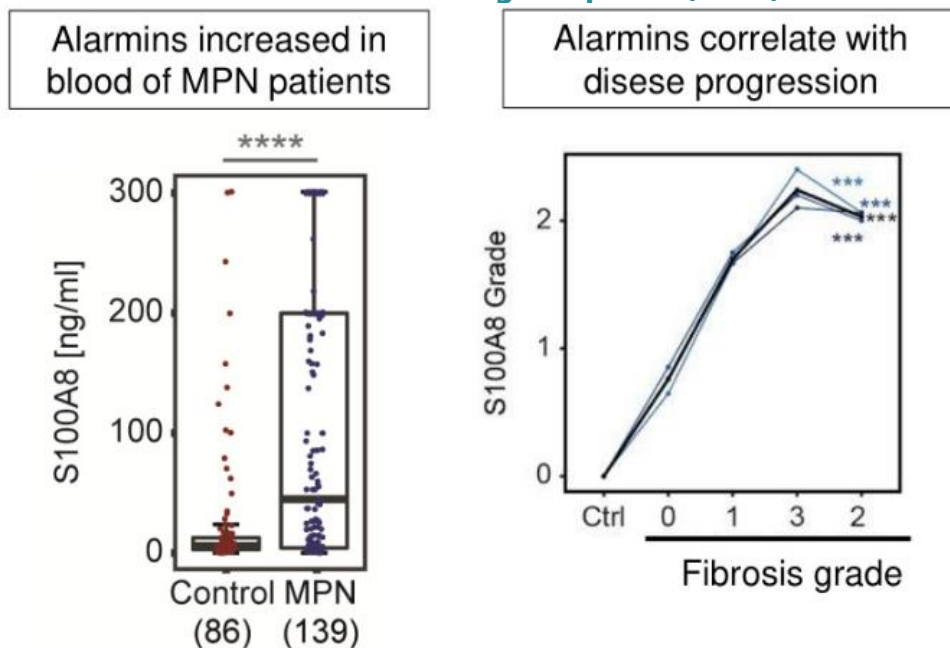 Alarmins increased in
blood of MPN patients
Alarmins correlate with
disese progression
****
300
200
100
0
S100A8 [ng/ml]
Control MPN
(86) (139)
***
***
***
***
2
1
0
S100A8 Grade
Ctrl 0 1 3 2
Fibrosis grade